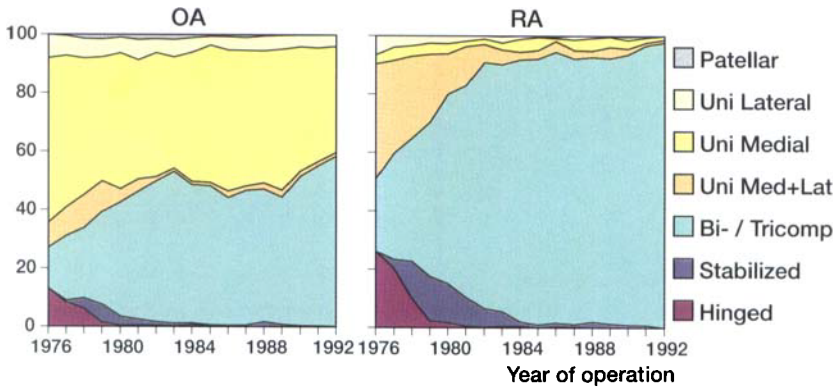 OA
RA
100
80
60
40
20
0
1976
1980
1984
1988
1992
1976
1980
1984
1988
1992
Year of operation
Patellar
Uni Lateral
Uni Medial
Uni Med+Lat
Bi- / Tricomp
Stabilized
Hinged